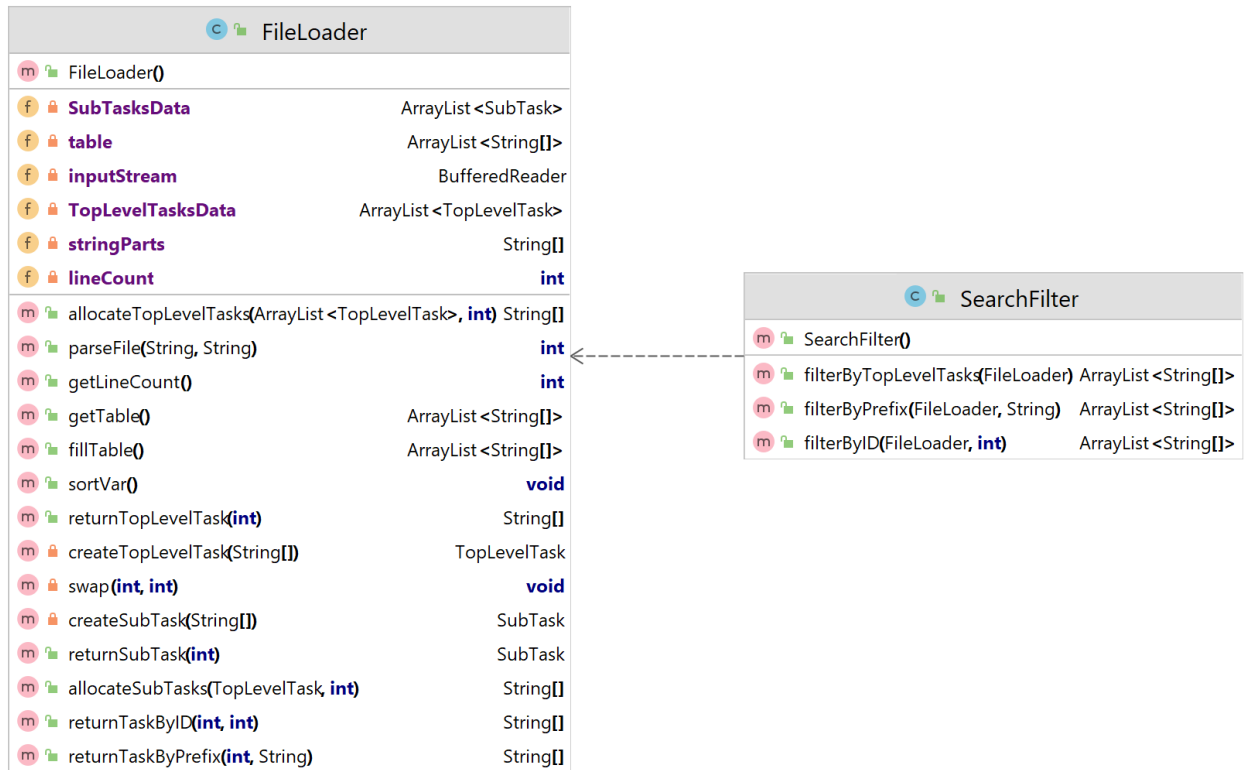 C FileLoader
m FileLoader()
f SubTasksData ArrayList<SubTask>
f table ArrayList<String[]>
f inputStream BufferedReader
f TopLevelTasksData ArrayList<TopLevelTask>
f stringParts String[]
f lineCount int
m allocateTopLevelTasks(ArrayList<TopLevelTask>, int) String[]
m parseFile(String, String) int
m getLineCount() int
m getTable() ArrayList<String[]>
m fillTable() ArrayList<String[]>
m sortVar() void
m returnTopLevelTask(int) String[]
m createTopLevelTask(String[]) TopLevelTask
m swap(int, int) void
m createSubTask(String[]) SubTask
m returnSubTask(int) SubTask
m allocateSubTasks(TopLevelTask, int) String[]
m returnTaskByID(int, int) String[]
m returnTaskByPrefix(int, String) String[]
C SearchFilter
m SearchFilter()
m filterByTopLevelTasks(FileLoader) ArrayList<String[]>
m filterByPrefix(FileLoader, String) ArrayList<String[]>
m filterByID(FileLoader, int) ArrayList<String[]>